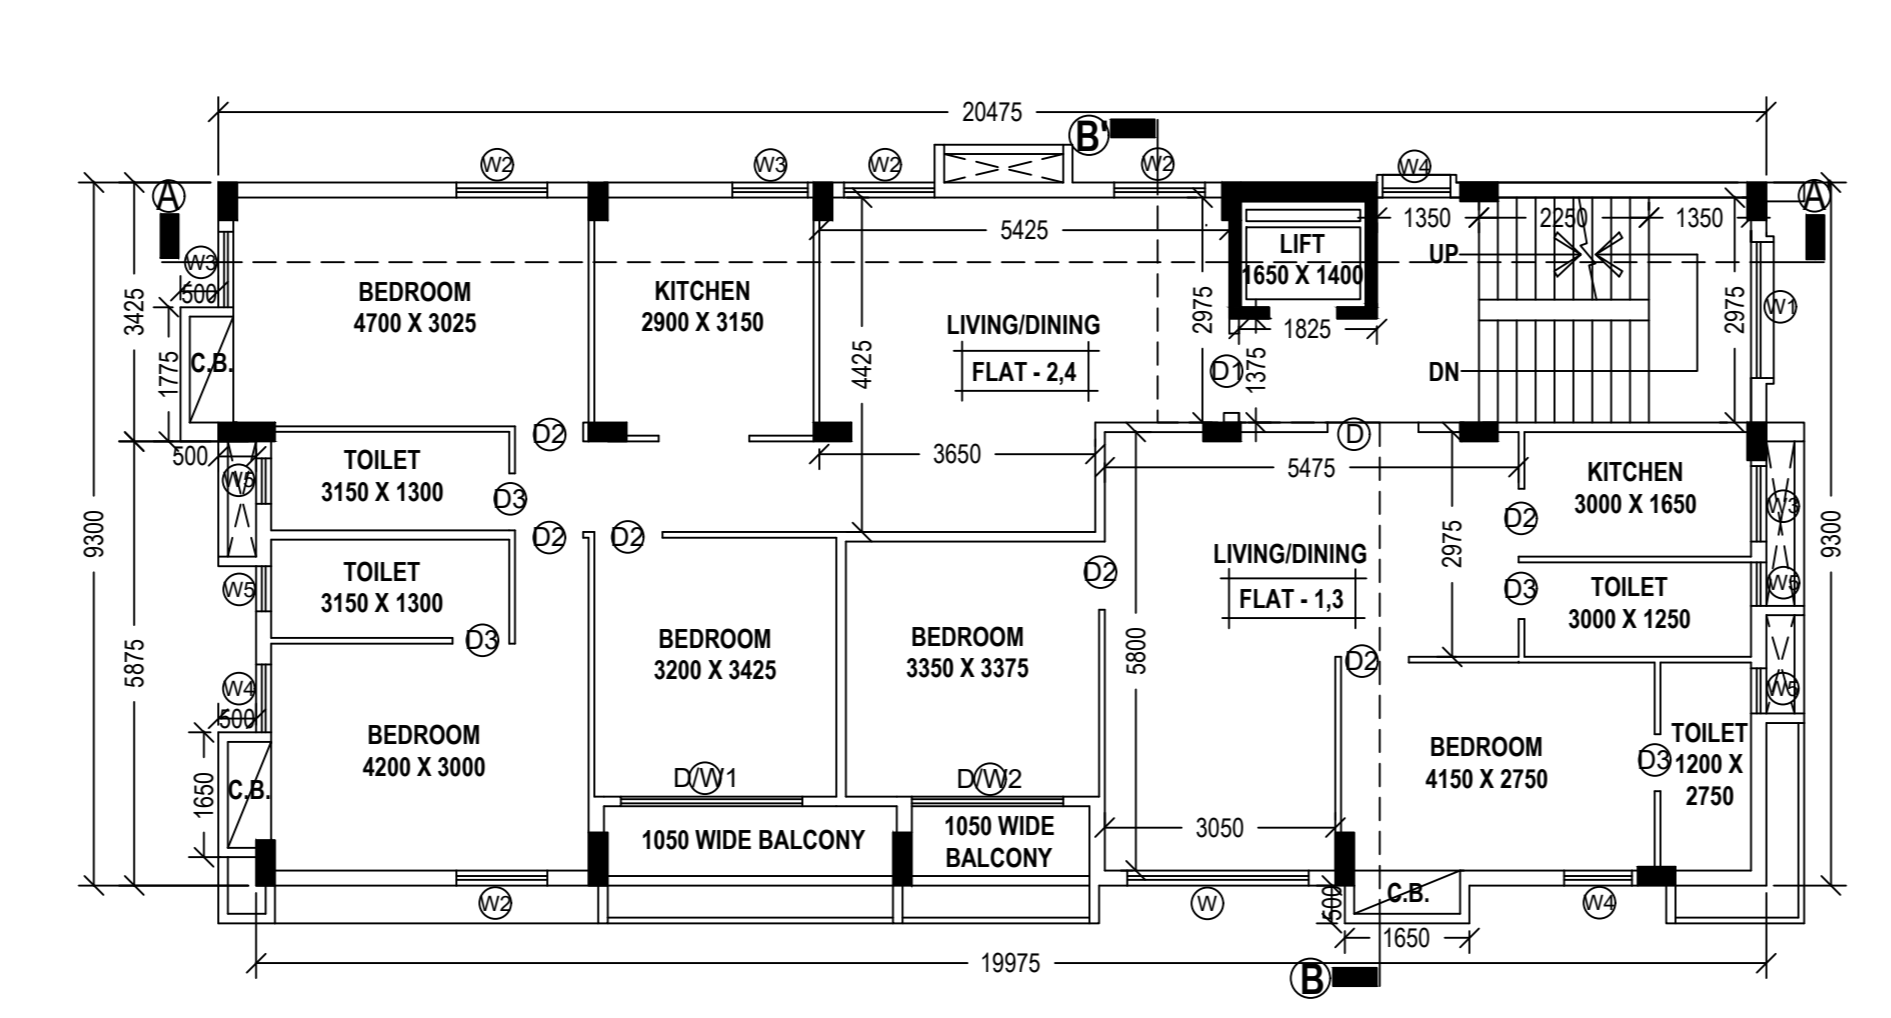 20475
B'
W2
W3
W2
W2
W4
A
A
1350
2250
1350
5425
LIFT
1650 X 1400
UP
W3
500
BEDROOM
4700 X 3025
KITCHEN
2900 X 3150
3425
2975
2975
W1
LIVING/DINING
1825
C.B.
1775
4425
FLAT - 2,4
D1
1375
DN
D2
D
500
3650
TOILET
3150 X 1300
W5
D3
5475
KITCHEN
3000 X 1650
W3
9300
D2
D2
D2
2975
9300
LIVING/DINING
D2
FLAT - 1,3
TOILET
3150 X 1300
W5
D3
TOILET
3000 X 1250
W5
D3
BEDROOM
3200 X 3425
BEDROOM
3350 X 3375
5875
5800
D2
W4
500
W5
BEDROOM
4200 X 3000
BEDROOM
4150 X 2750
TOILET
1200 X
2750
D3
D/W1
D/W2
C.B.
1650
1050 WIDE BALCONY
1050 WIDE
BALCONY
3050
W2
W
500
C.B.
W4
1650
19975
B